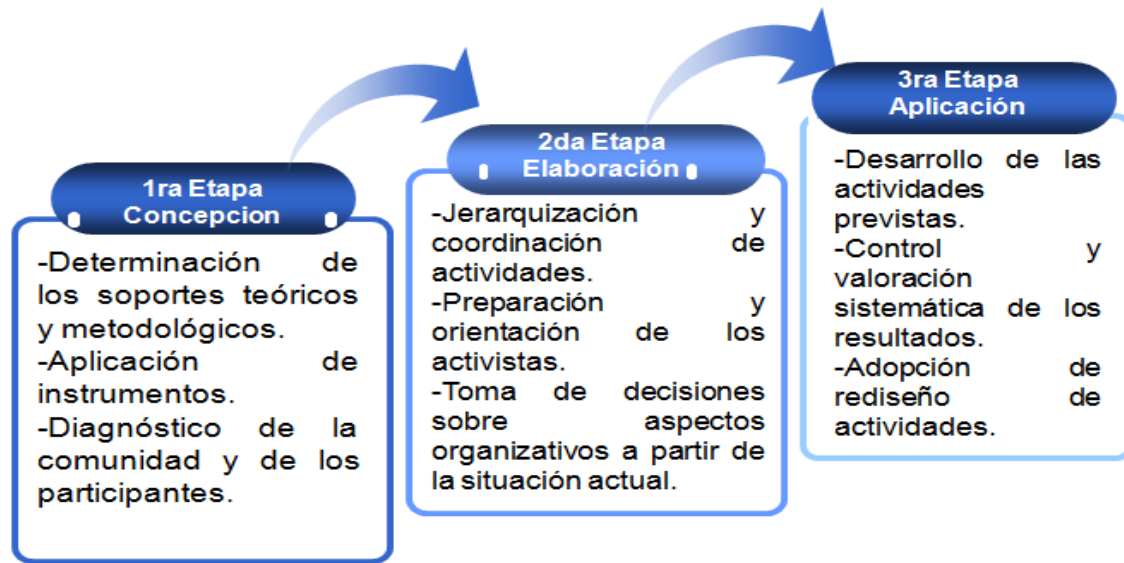 1ra Etapa
Concepcion
-Determinación de
los soportes teóricos
y metodológicos.
-Aplicación de
instrumentos.
-Diagnóstico de la
comunidad y de los
participantes.
2da Etapa
Elaboración
-Jerarquización y
coordinación de
actividades.
-Preparación y
orientación de los
activistas.
-Toma de decisiones
sobre aspectos
organizativos a partir de
la situación actual.
3ra Etapa
Aplicación
-Desarrollo de las
actividades
previstas.
-Control y
valoración
sistemática de los
resultados.
-Adopción de
rediseño de
actividades.